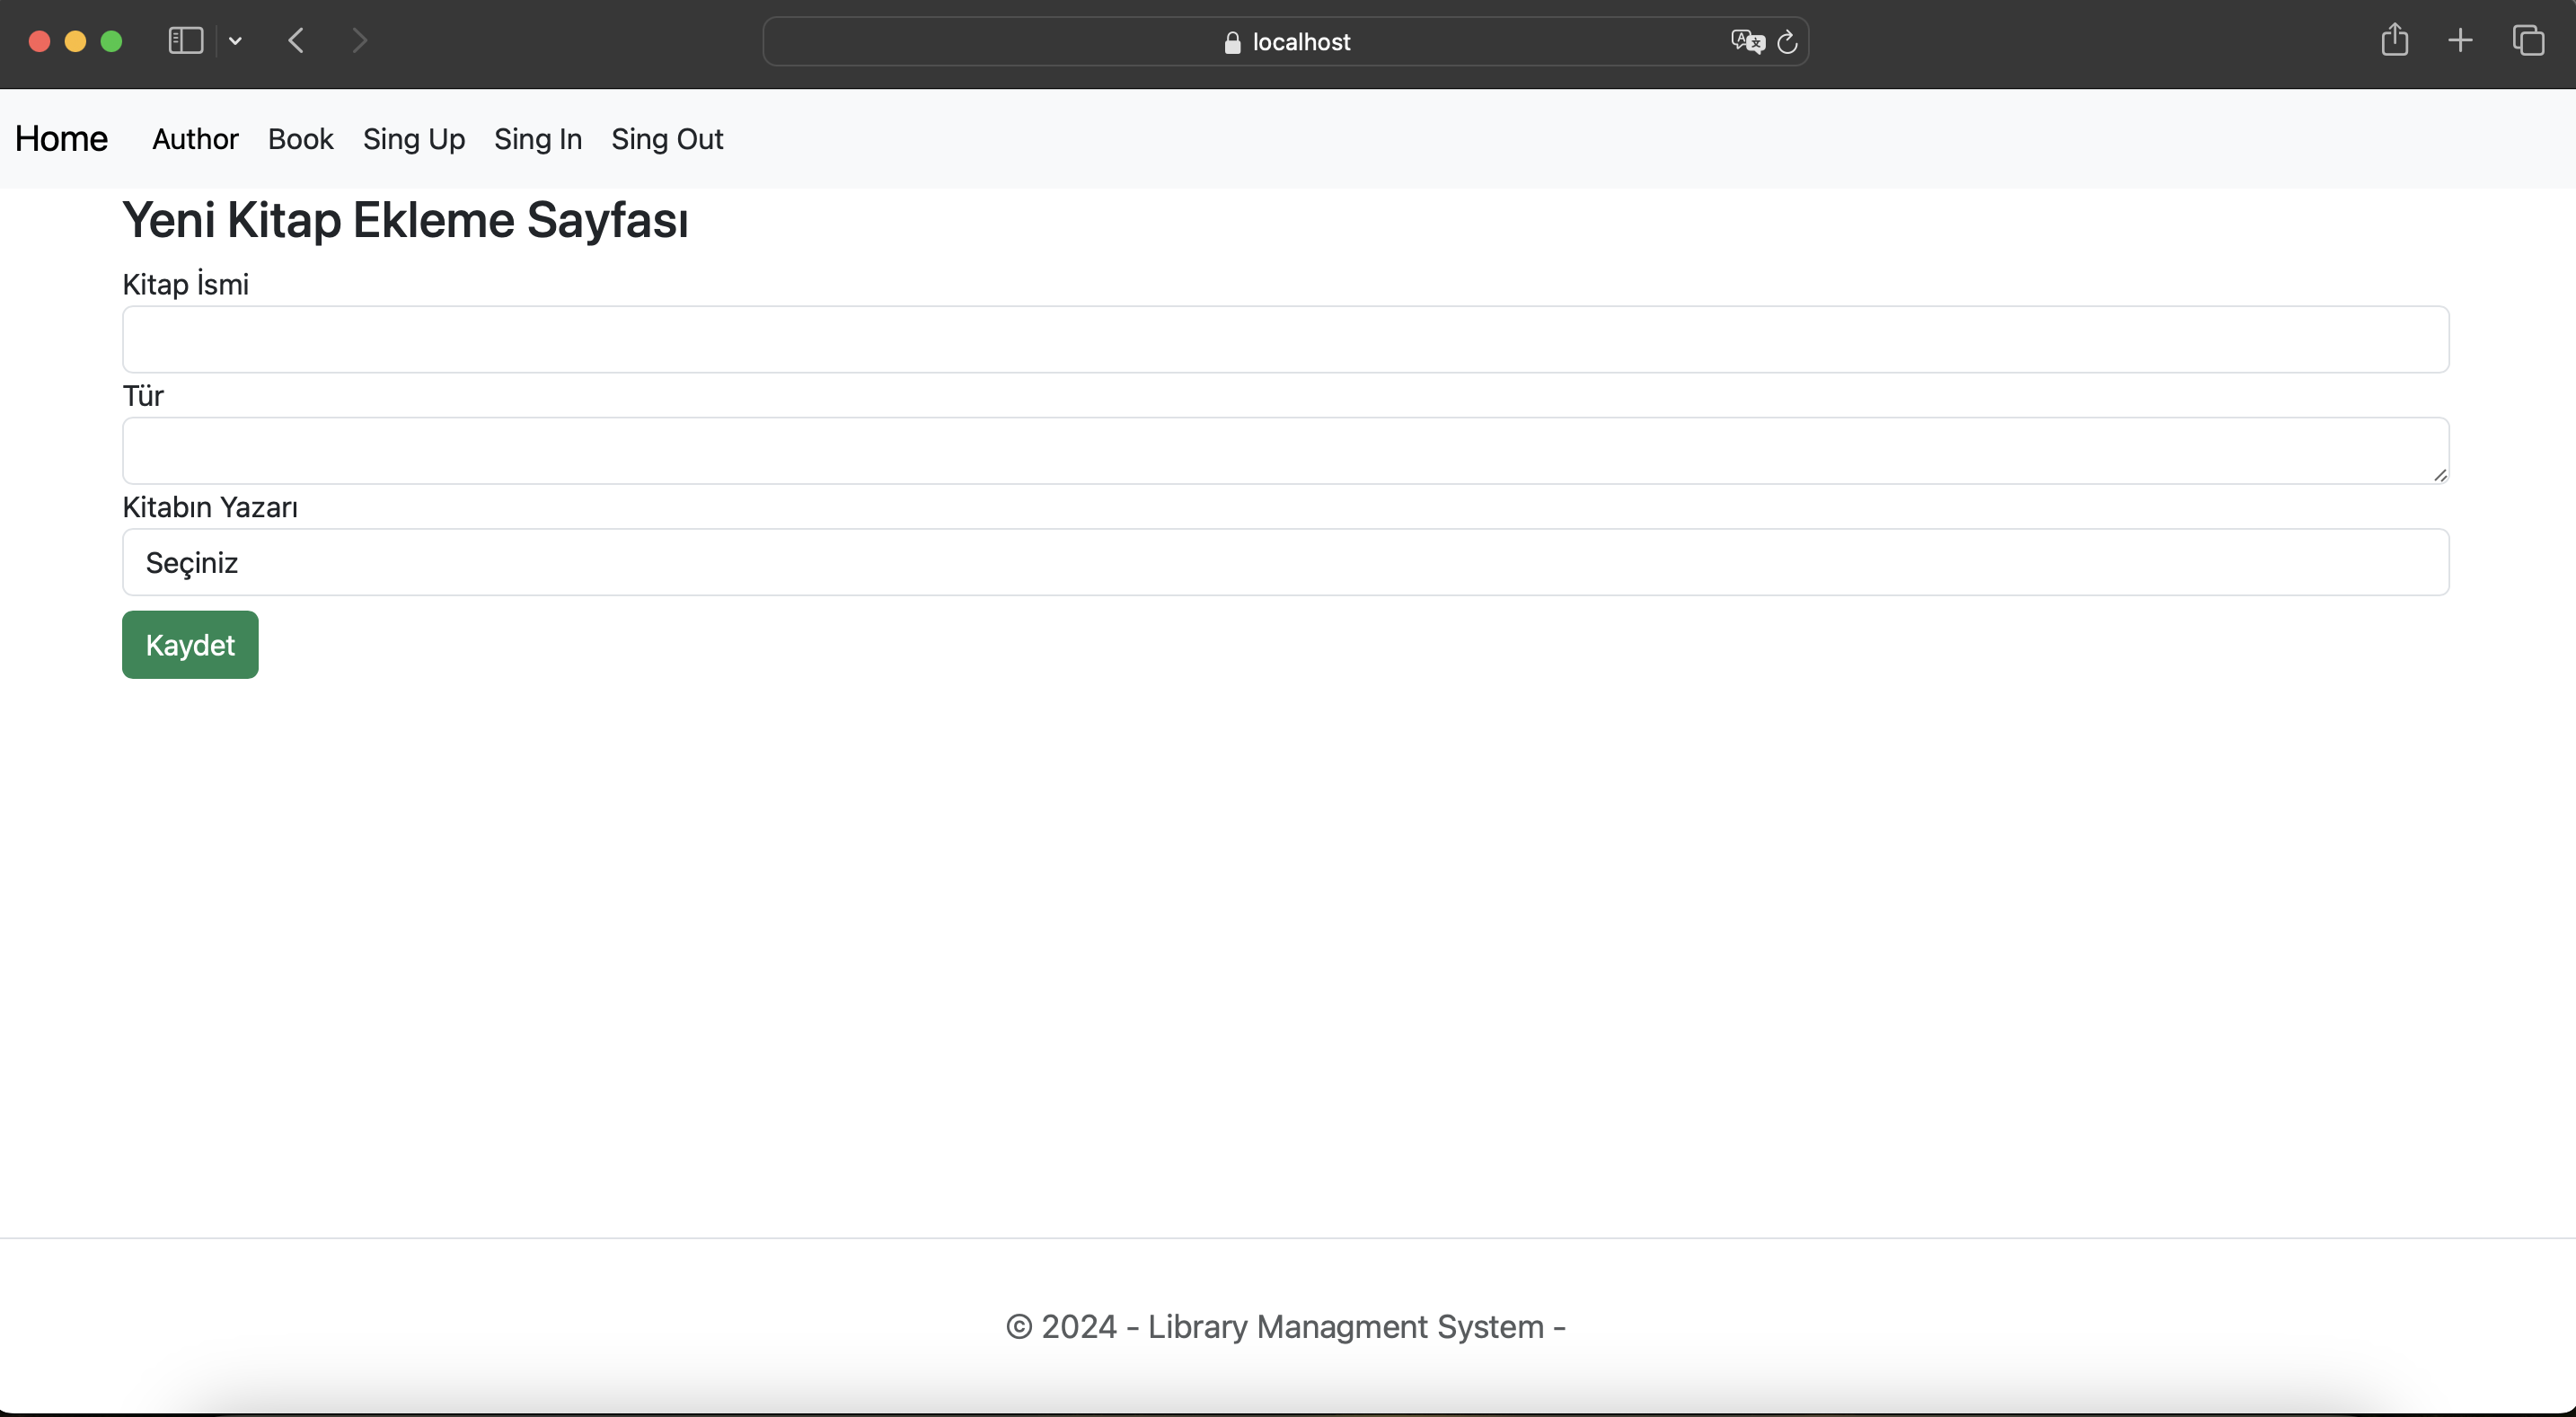 localhost
Home Author Book Sing Up Sing In Sing Out
Yeni Kitap Ekleme Sayfası
Kitap İsmi
Tür
Kitabın Yazarı
Seçiniz
Kaydet
© 2024 - Library Managment System -